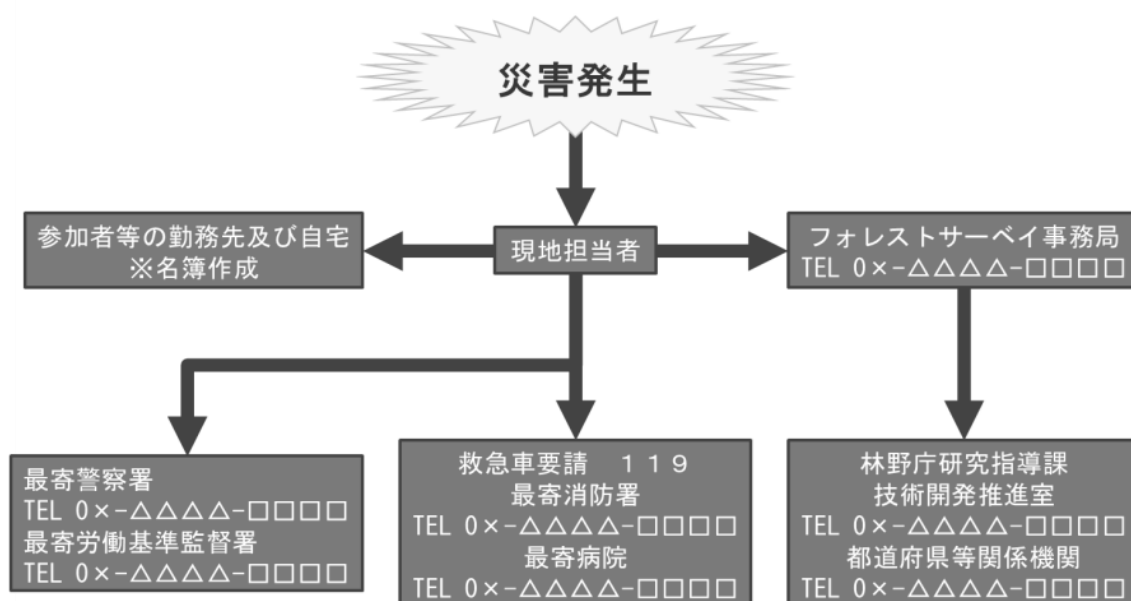 災害発生
参加者等の勤務先及び自宅
※名簿作成
現地担当者
フォレストサーベイ事務局
TEL 0×-△△△△-□□□□
最寄警察署
TEL 0×-△△△△-□□□□
最寄労働基準監督署
TEL 0×-△△△△-□□□□
救急車要請　119
最寄消防署
TEL 0×-△△△△-□□□□
最寄病院
TEL 0×-△△△△-□□□□
林野庁研究指導課
技術開発推進室
TEL 0×-△△△△-□□□□
都道府県等関係機関
TEL 0×-△△△△-□□□□